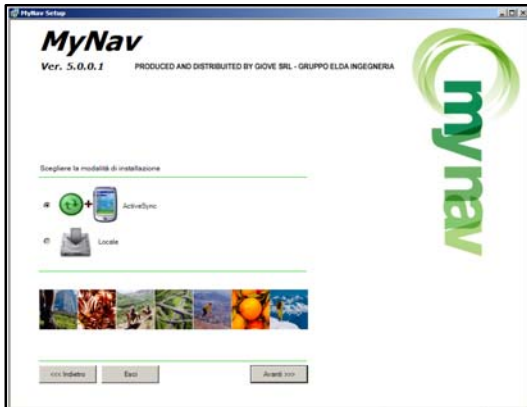 MyNav Setup
MyNav
Ver. 5.0.0.1 PRODUCED AND DISTRIBUITED BY GIOVE SRL - GRUPPO ELDA INGEGNERIA
mynav
Scegliere la modalità di installazione
ActiveSync
Locale
<<< Indietro Esci Avanti >>>